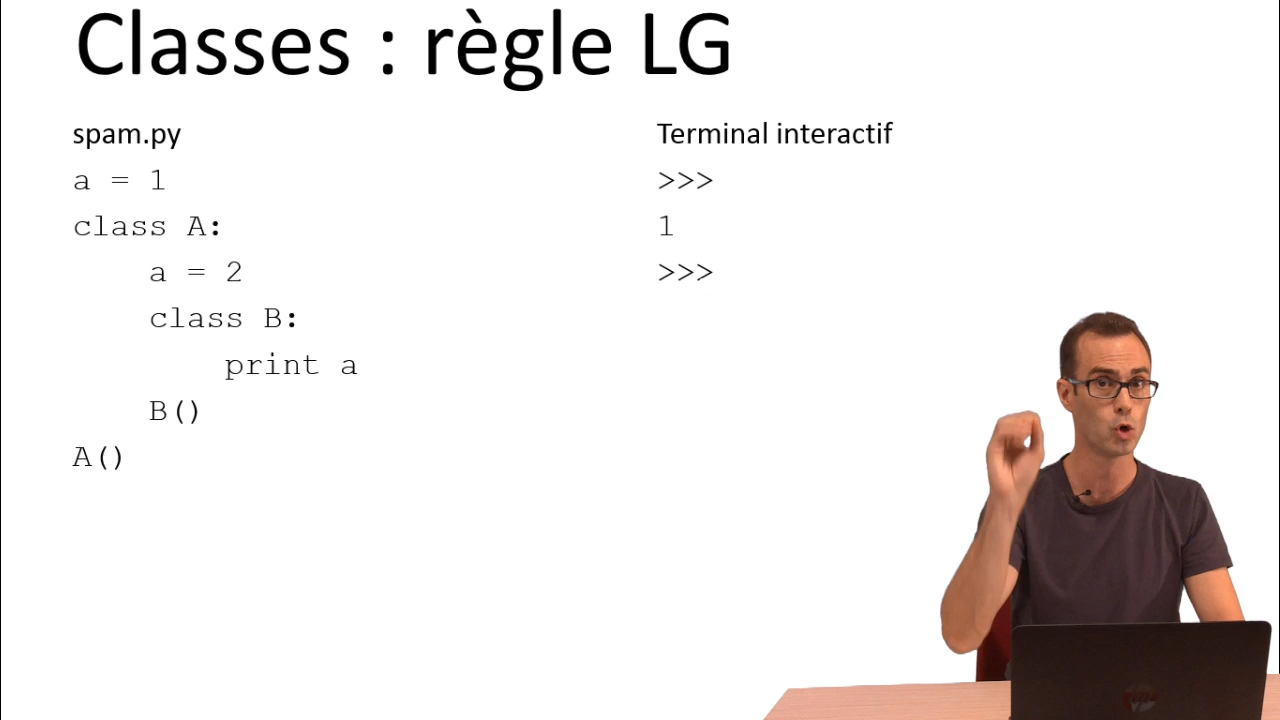 Classes : règle LG
spam.py
a = 1
class A:
    a = 2
    class B:
        print a
    B()
A()
Terminal interactif
>>>
1
>>>